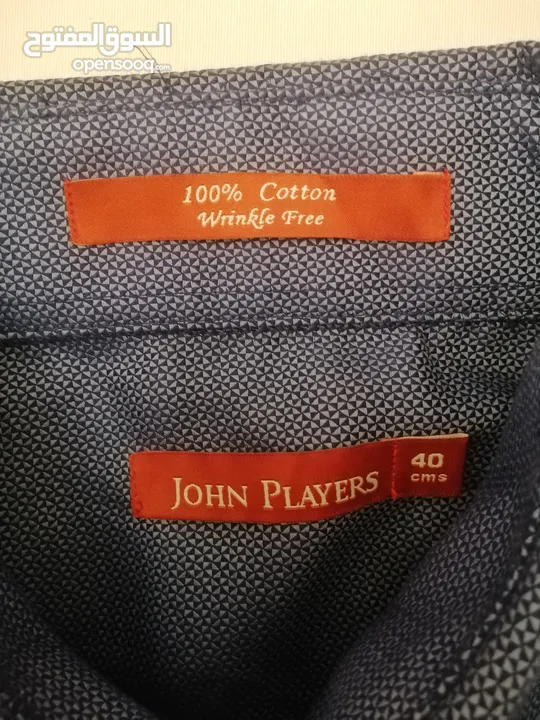 السوق المفتوح
opensooq.com
100% Cotton
Wrinkle Free
JOHN PLAYERS
40
cms